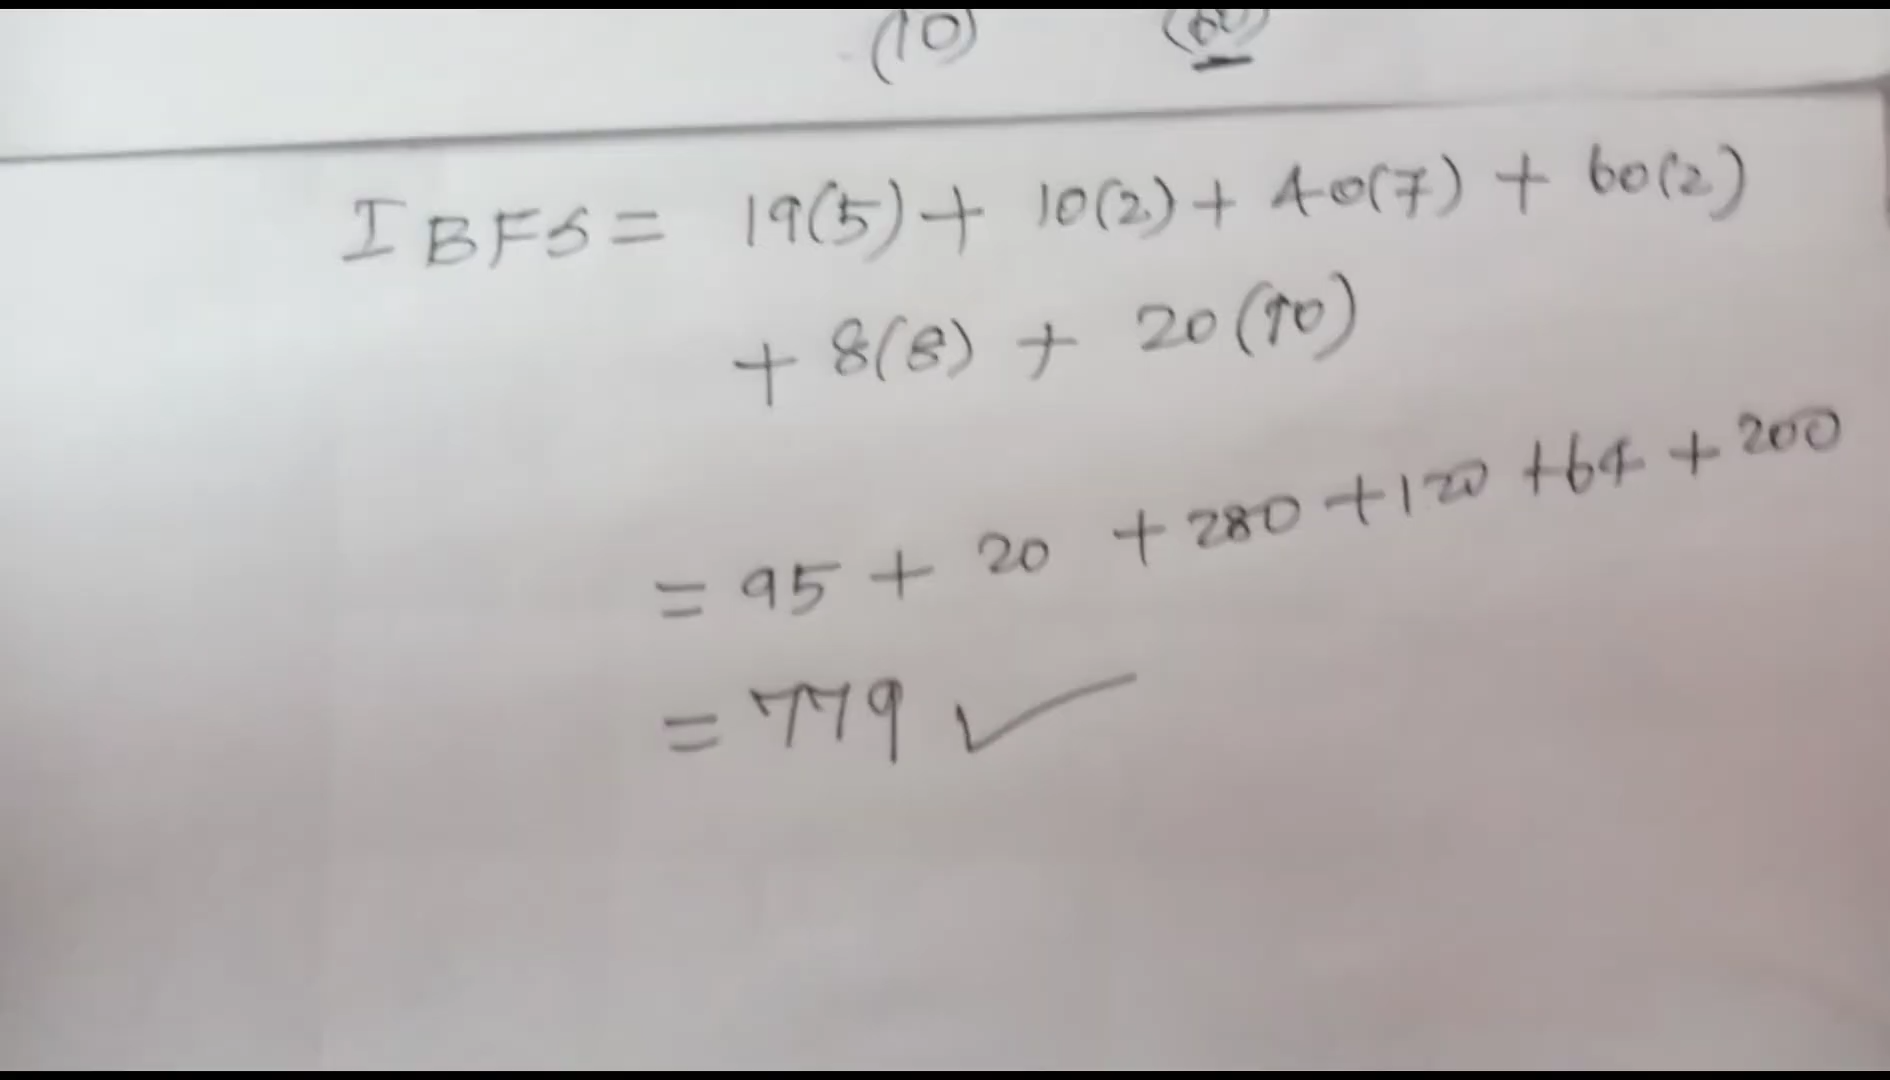 (10) (60)
IBFS = 19(5) + 10(2) + 40(7) + 60(2)
+ 8(8) + 20(10)
= 95 + 20 + 280 + 120 + 64 + 200
= 779 ✓